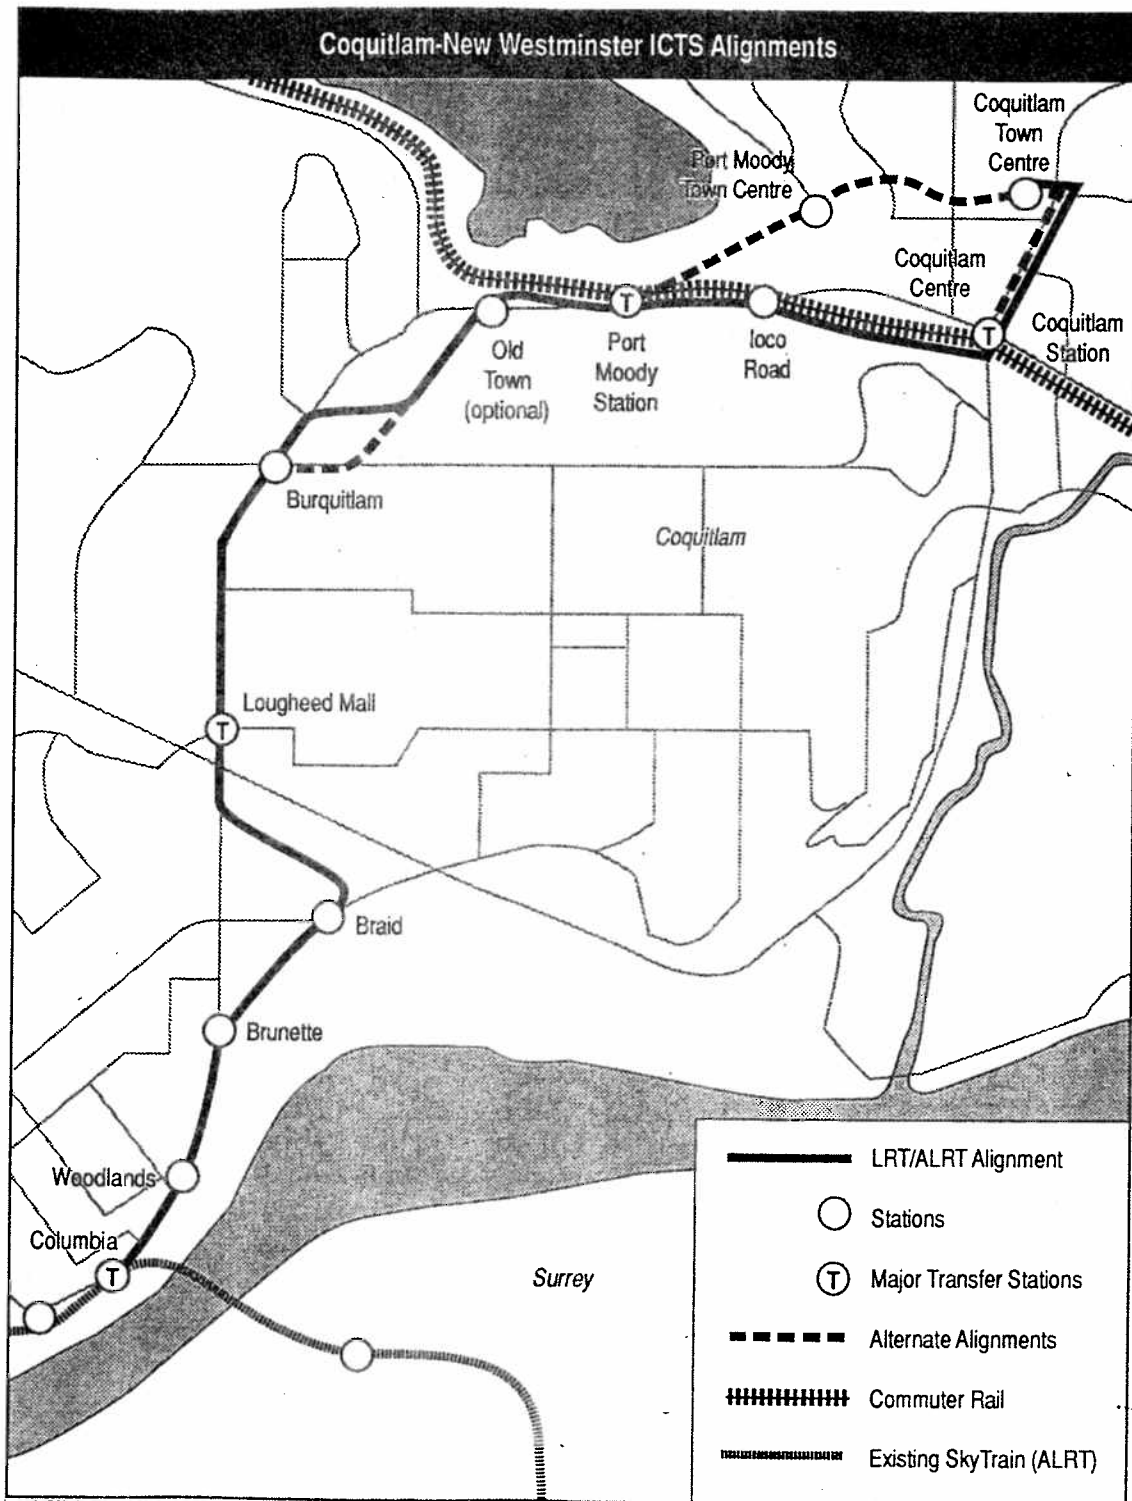 Coquitlam-New Westminster ICTS Alignments
Coquitlam
Town
Centre
Port Moody
Town Centre
Coquitlam
Centre
Coquitlam
Station
Old
Town
(optional)
Port
Moody
Station
Ioco
Road
T
T
Burquitlam
Coquitlam
Lougheed Mall
T
Braid
Brunette
Woodlands
Columbia
T
Surrey
LRT/ALRT Alignment
Stations
T
Major Transfer Stations
Alternate Alignments
Commuter Rail
Existing SkyTrain (ALRT)